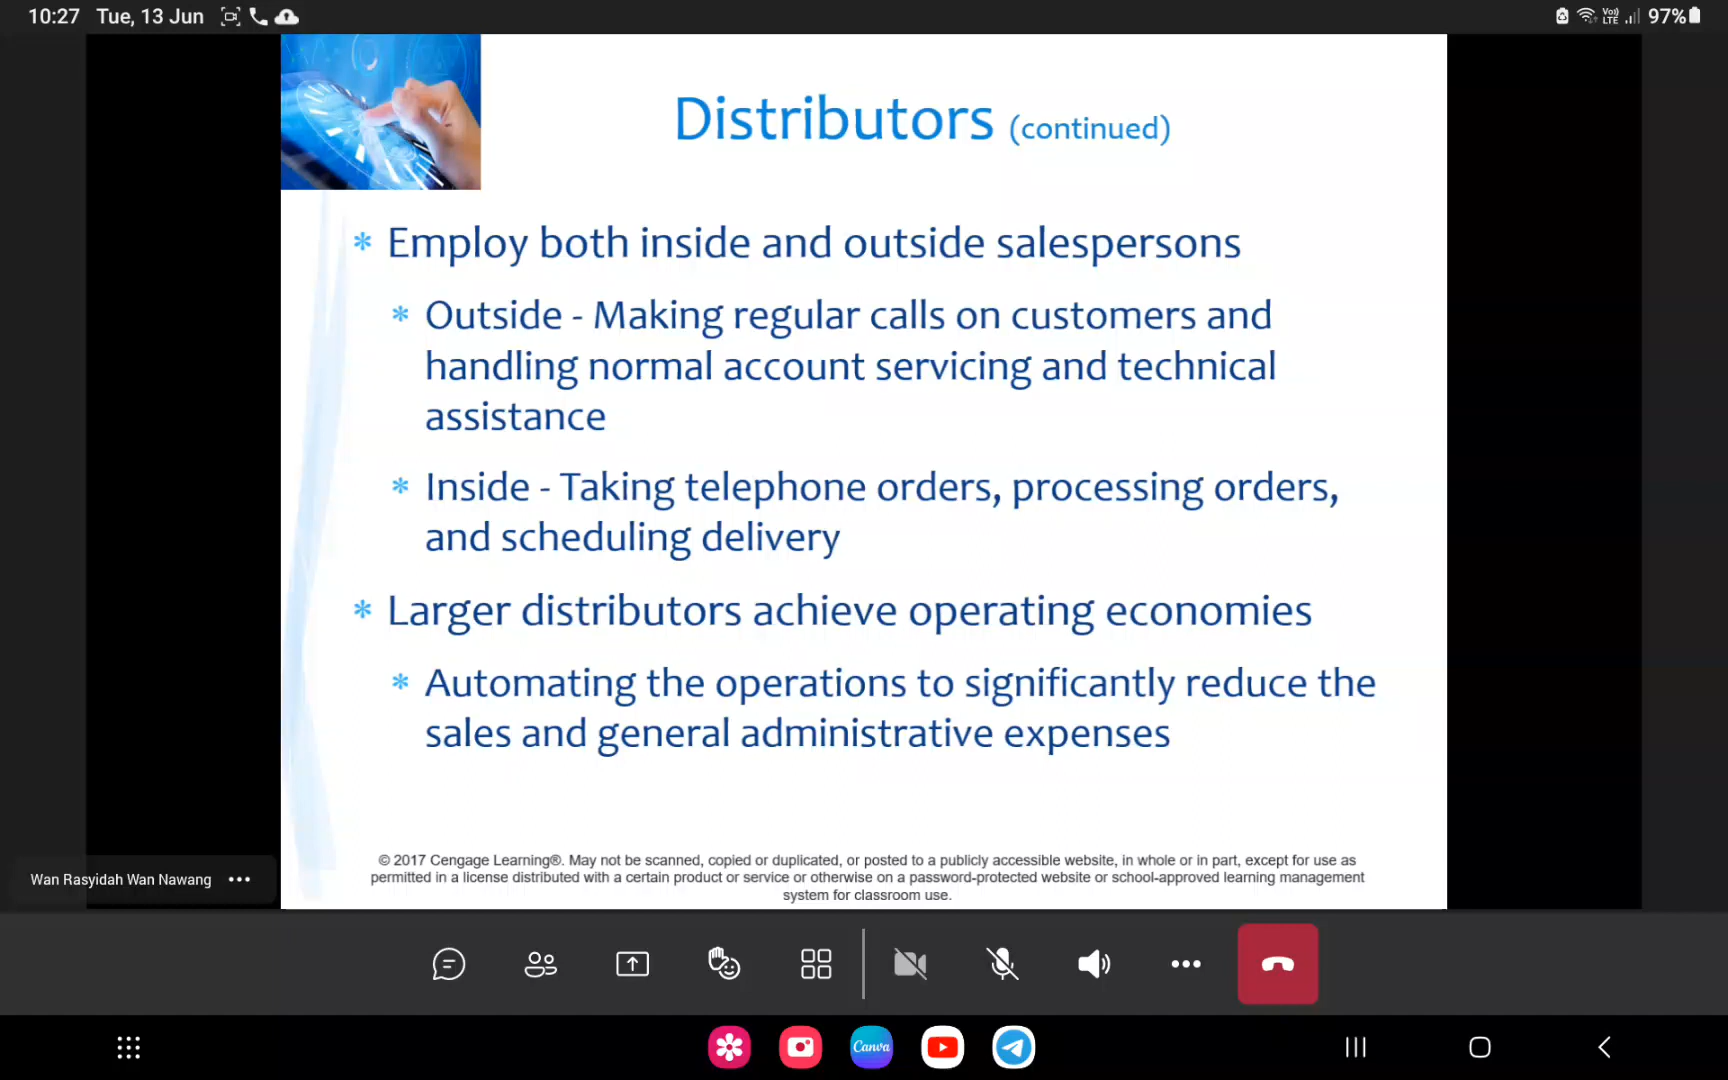 10:27 Tue, 13 Jun
Vo))
LTE
97%
Distributors (continued)
* Employ both inside and outside salespersons
* Outside - Making regular calls on customers and
handling normal account servicing and technical
assistance
* Inside - Taking telephone orders, processing orders,
and scheduling delivery
* Larger distributors achieve operating economies
* Automating the operations to significantly reduce the
sales and general administrative expenses
© 2017 Cengage Learning®. May not be scanned, copied or duplicated, or posted to a publicly accessible website, in whole or in part, except for use as
permitted in a license distributed with a certain product or service or otherwise on a password-protected website or school-approved learning management
system for classroom use.
Wan Rasyidah Wan Nawang
Canva